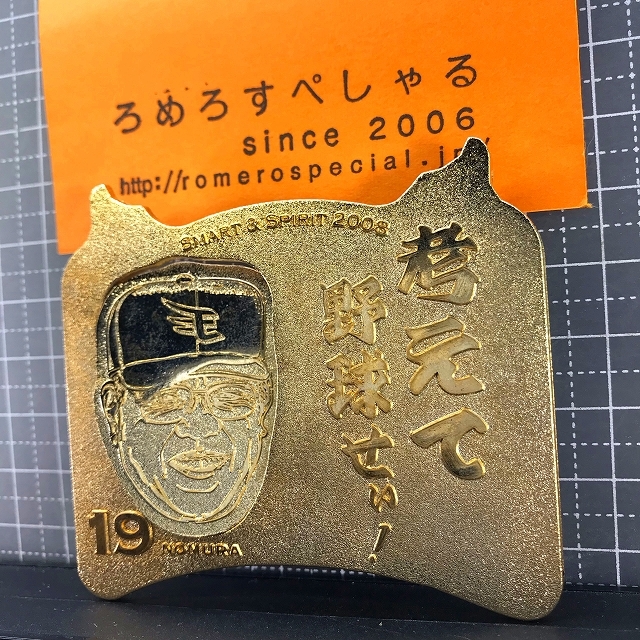 ろめろすぺしゃる
since 2006
http://romerospecial.jp/
SMART & SPIRIT 2008
考えて
野球せぃ!
E
19 NOMURA